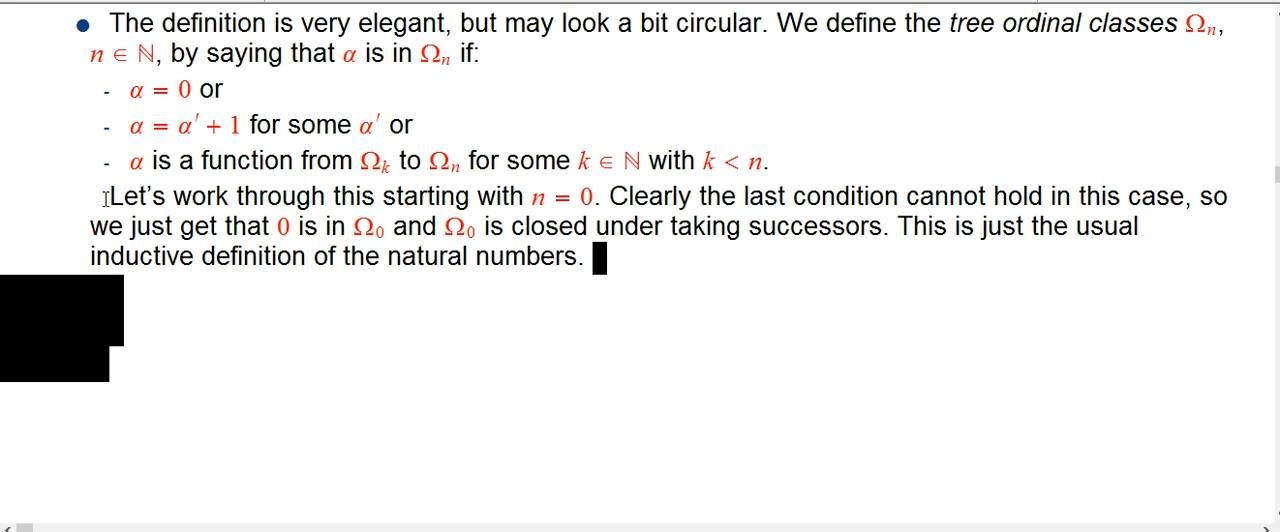 ● The definition is very elegant, but may look a bit circular. We define the tree ordinal classes Ωₙ,
n ∈ ℕ, by saying that α is in Ωₙ if:
- α = 0 or
- α = α′ + 1 for some α′ or
- α is a function from Ωₖ to Ωₙ for some k ∈ ℕ with k < n.
Let’s work through this starting with n = 0. Clearly the last condition cannot hold in this case, so
we just get that 0 is in Ω₀ and Ω₀ is closed under taking successors. This is just the usual
inductive definition of the natural numbers.